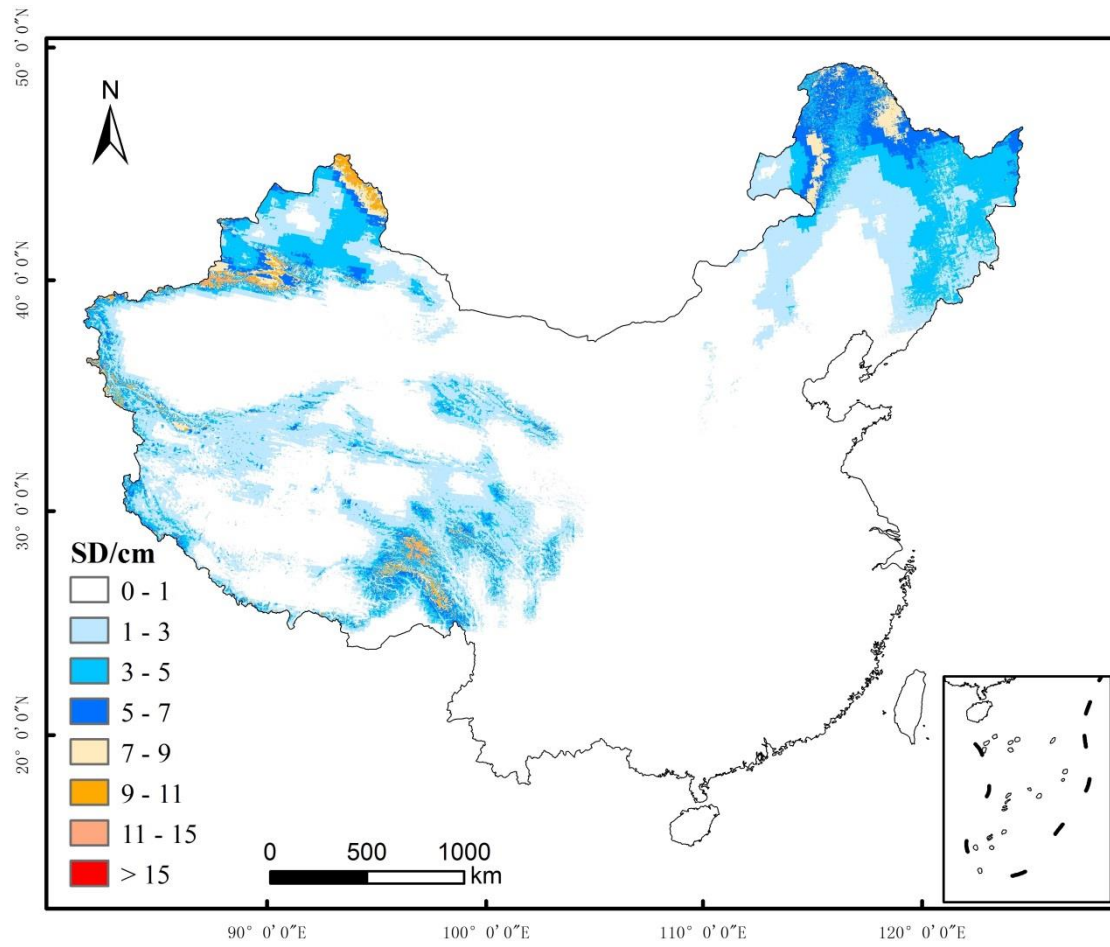 50° 0'0"N
N
40° 0'0"N
30° 0'0"N
20° 0'0"N
SD/cm
0 - 1
1 - 3
3 - 5
5 - 7
7 - 9
9 - 11
11 - 15
> 15
0 500 1000
km
90° 0'0"E 100° 0'0"E 110° 0'0"E 120° 0'0"E